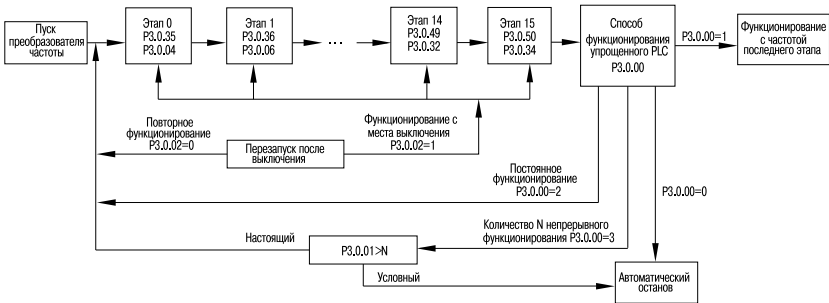 Пуск
преобразователя
частоты
Этап 0
P3.0.35
P3.0.04
Этап 1
P3.0.36
P3.0.06
...
Этап 14
P3.0.49
P3.0.32
Этап 15
P3.0.50
P3.0.34
Способ
функционирования
упрощенного PLC
P3.0.00
P3.0.00=1
Функционирование
с частотой
последнего этапа
Повторное
функционирование
P3.0.02=0
Перезапуск после
выключения
Функционирование с
места выключения
P3.0.02=1
Постоянное
функционирование
P3.0.00=2
P3.0.00=0
Количество N непрерывного
функционирования P3.0.00=3
Настоящий
P3.0.01>N
Условный
Автоматический
останов